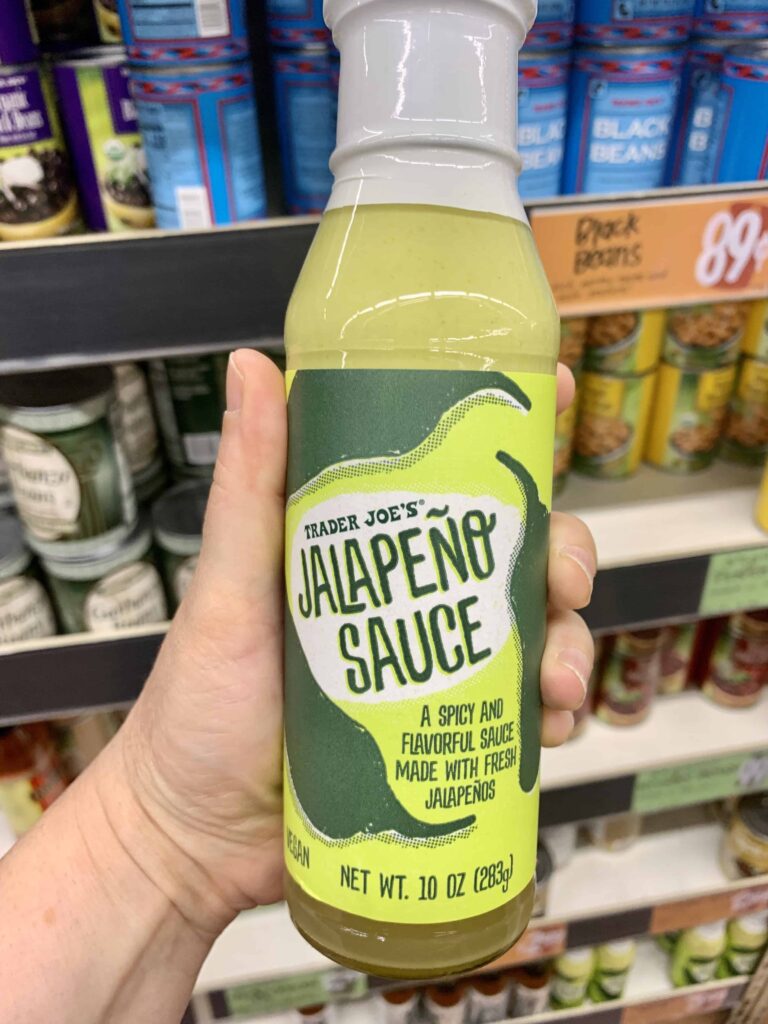 BLACK
BEANS
Black
Beans
89¢
TRADER JOE'S®
JALAPEÑO
SAUCE
A SPICY AND
FLAVORFUL SAUCE
MADE WITH FRESH
JALAPEÑOS
VEGAN
NET WT. 10 OZ (283g)